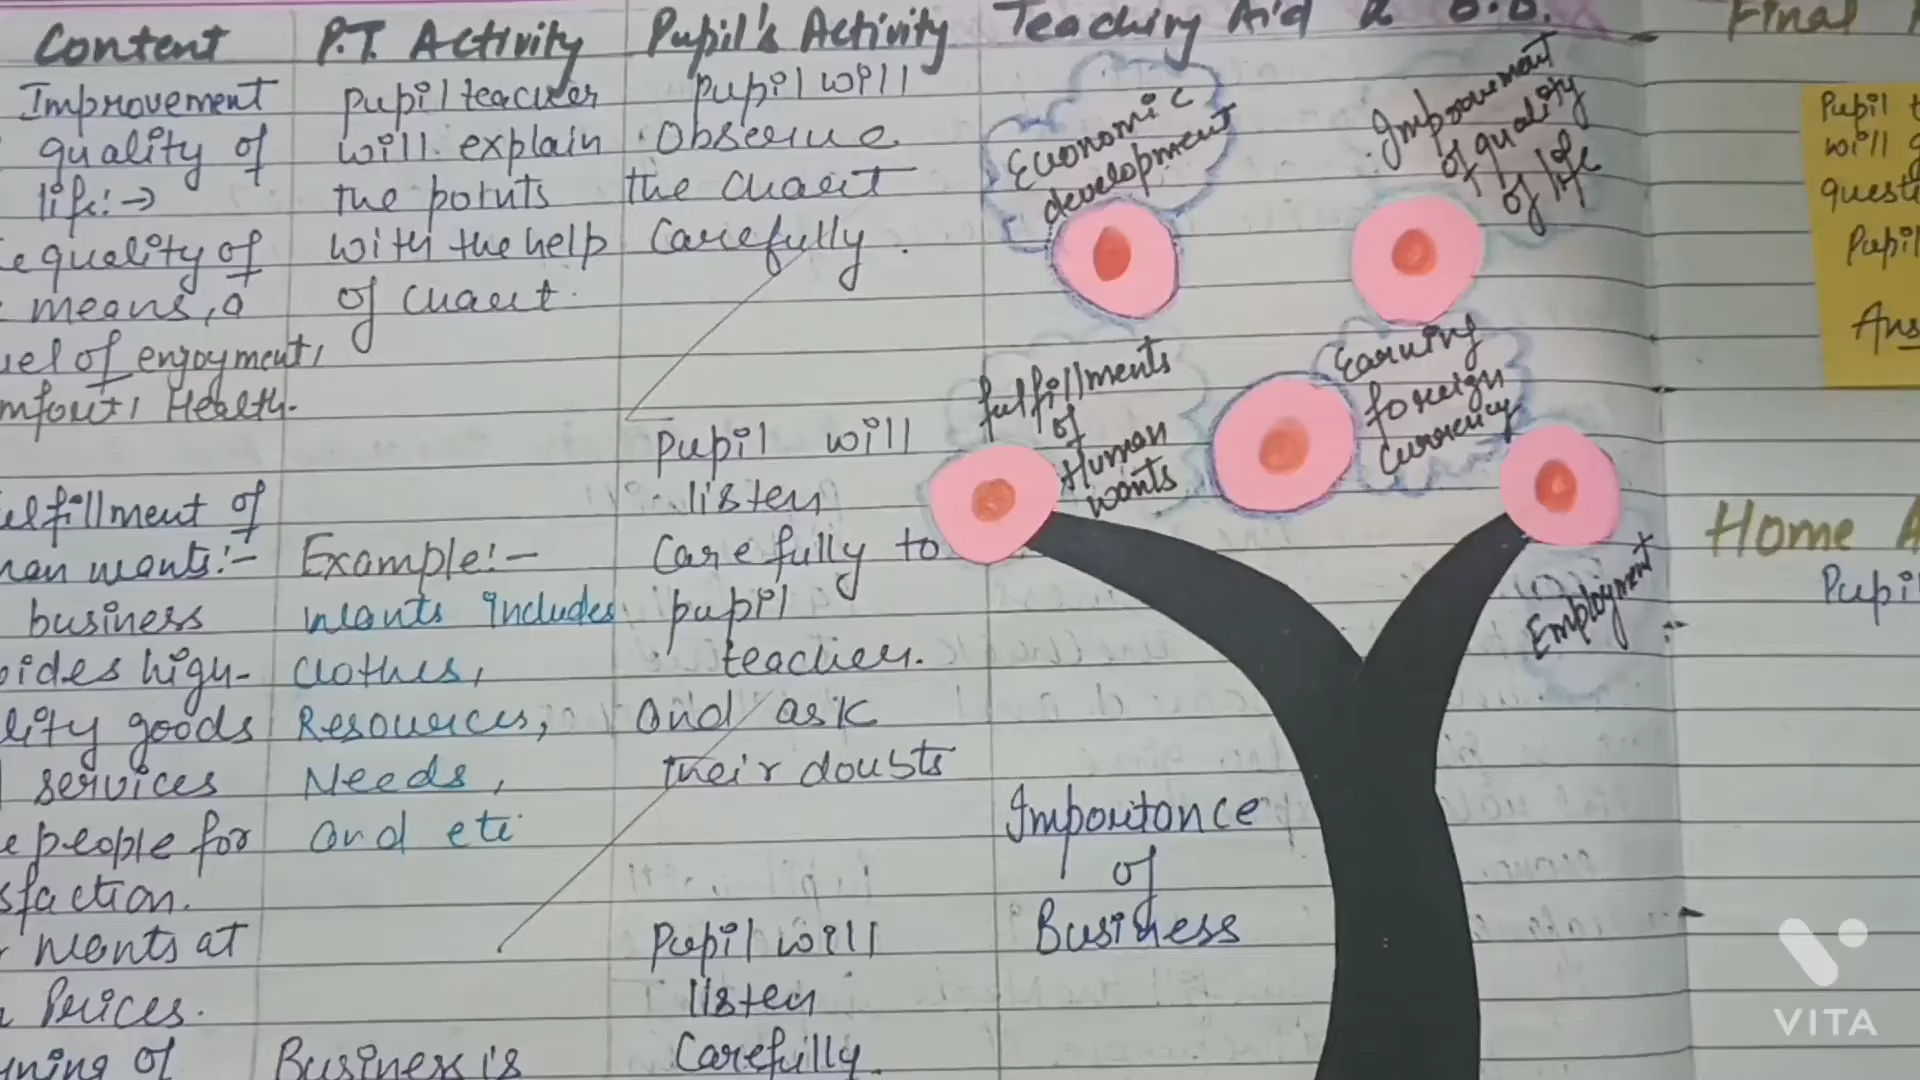 Content
Improvement
quality of
life:→
quality of
means, a
of enjoyment,
Health.
of
wants:-
business
high-
goods
services
people for
wants at
Prices.
of
P.T. Activity
pupil teacher
will explain
the points
with the help
of chart.
Example:-
wants includes
clothes,
Resources,
Needs,
and etc
Business is
Pupil's Activity
pupil will
observe
the chart
carefully.
pupil will
listen
carefully to
pupil
teacher.
and ask
their doubts
pupil will
listen
carefully.
Teaching Aid &
Economic
development
Improvement
of quality
of life
fulfillments
of
Human
wants
Earning
foreign
currency
Employment
Importance
of
Business
Final
Pupil
will
Pupil
Ans
Home
Pupil
VITA